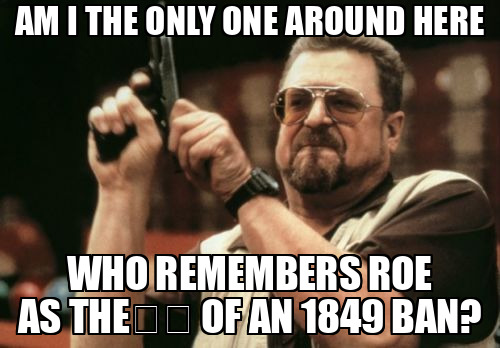 AM I THE ONLY ONE AROUND HERE
WHO REMEMBERS ROE
AS THE□□ OF AN 1849 BAN?